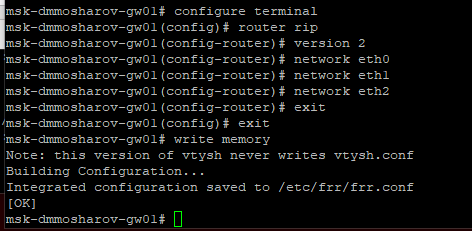 msk-dmmosharov-gw01# configure terminal
msk-dmmosharov-gw01(config)# router rip
msk-dmmosharov-gw01(config-router)# version 2
msk-dmmosharov-gw01(config-router)# network eth0
msk-dmmosharov-gw01(config-router)# network eth1
msk-dmmosharov-gw01(config-router)# network eth2
msk-dmmosharov-gw01(config-router)# exit
msk-dmmosharov-gw01(config)# exit
msk-dmmosharov-gw01# write memory
Note: this version of vtysh never writes vtysh.conf
Building Configuration...
Integrated configuration saved to /etc/frr/frr.conf
[OK]
msk-dmmosharov-gw01#